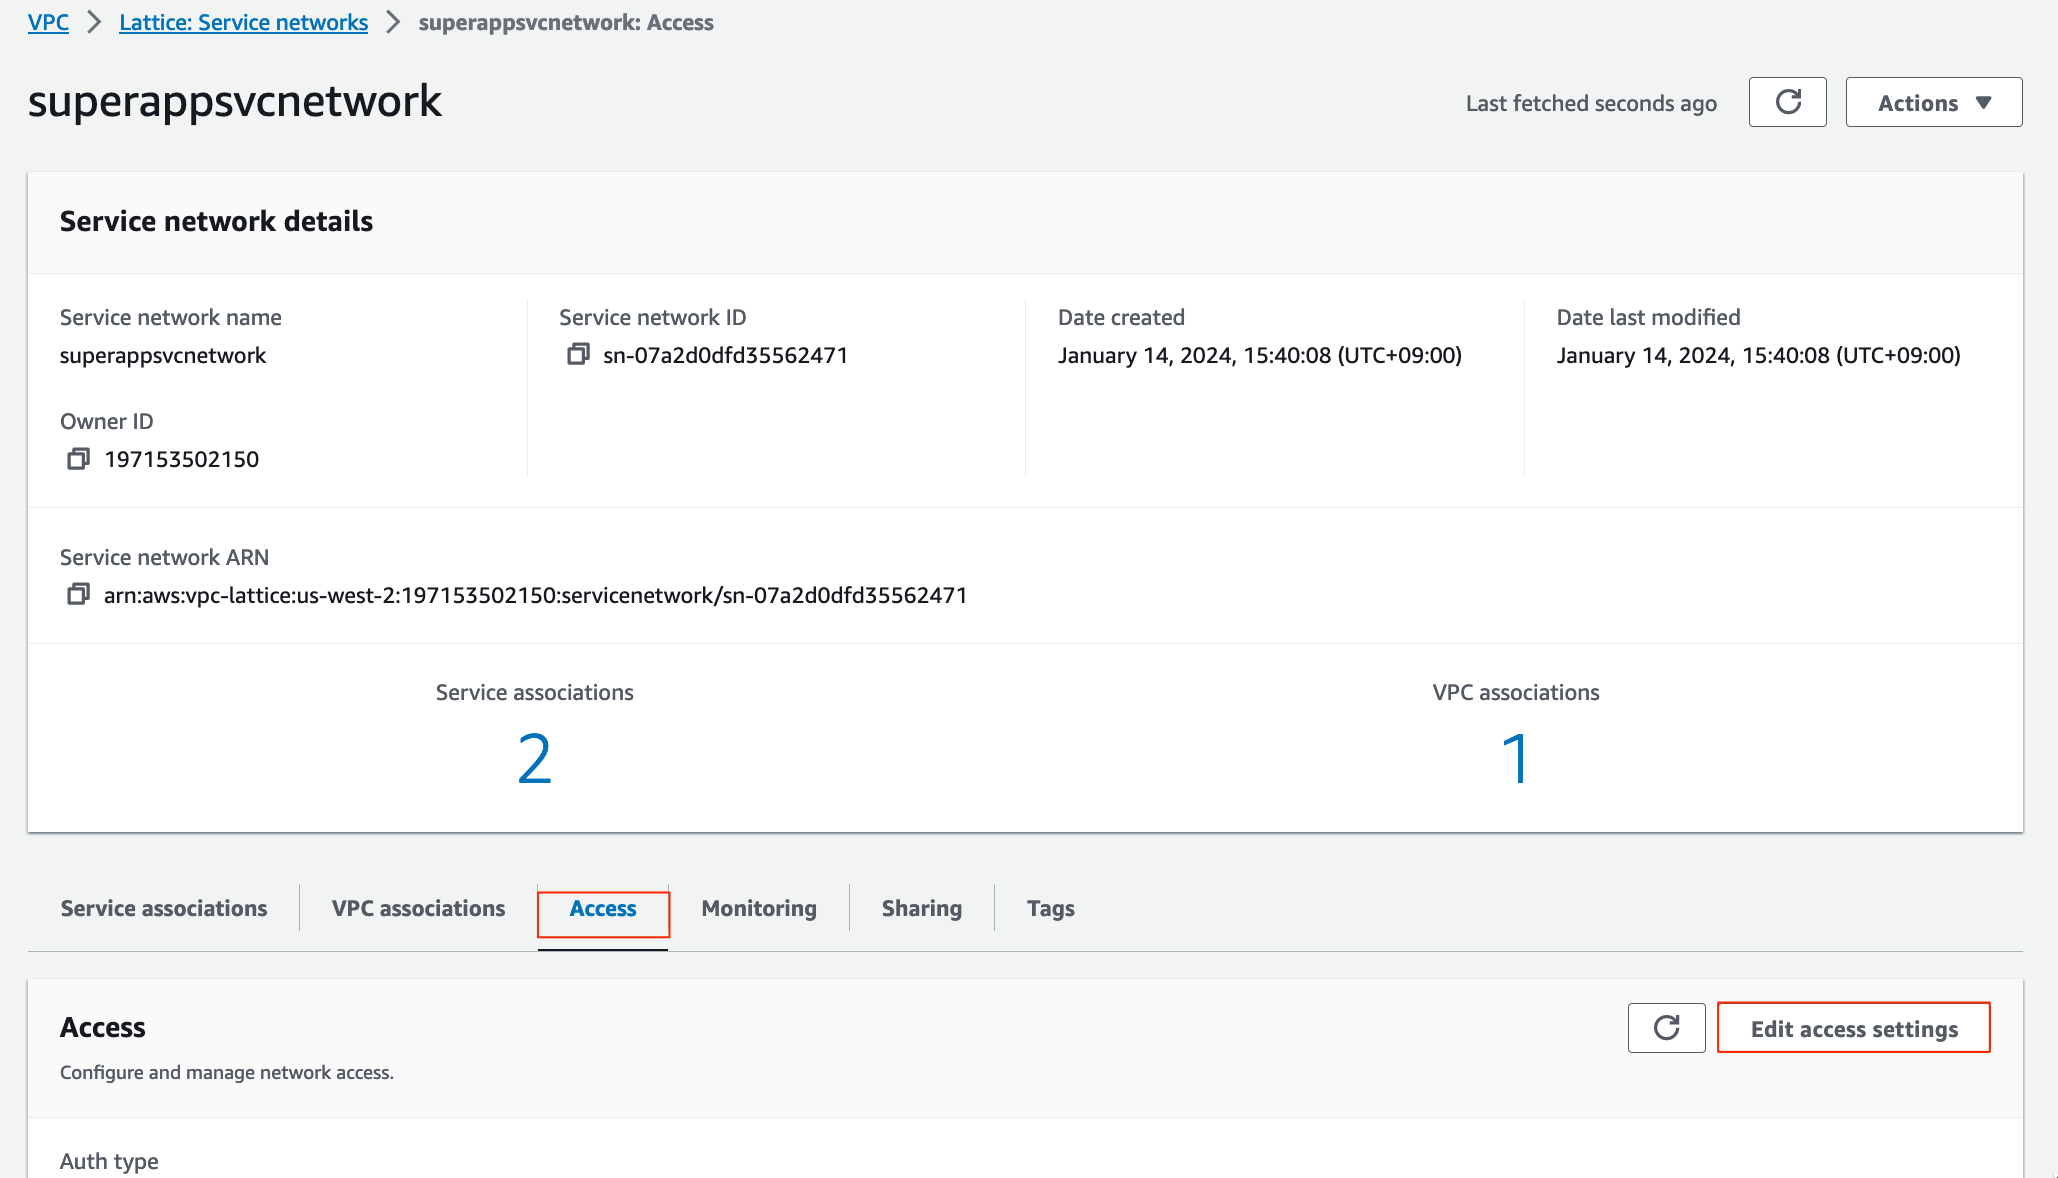 VPC > Lattice: Service networks > superappsvcnetwork: Access
superappsvcnetwork
Last fetched seconds ago
Actions
Service network details
Service network name
superappsvcnetwork
Owner ID
197153502150
Service network ID
sn-07a2d0dfd35562471
Date created
January 14, 2024, 15:40:08 (UTC+09:00)
Date last modified
January 14, 2024, 15:40:08 (UTC+09:00)
Service network ARN
arn:aws:vpc-lattice:us-west-2:197153502150:servicenetwork/sn-07a2d0dfd35562471
Service associations
2
VPC associations
1
Service associations
VPC associations
Access
Monitoring
Sharing
Tags
Access
Configure and manage network access.
Edit access settings
Auth type